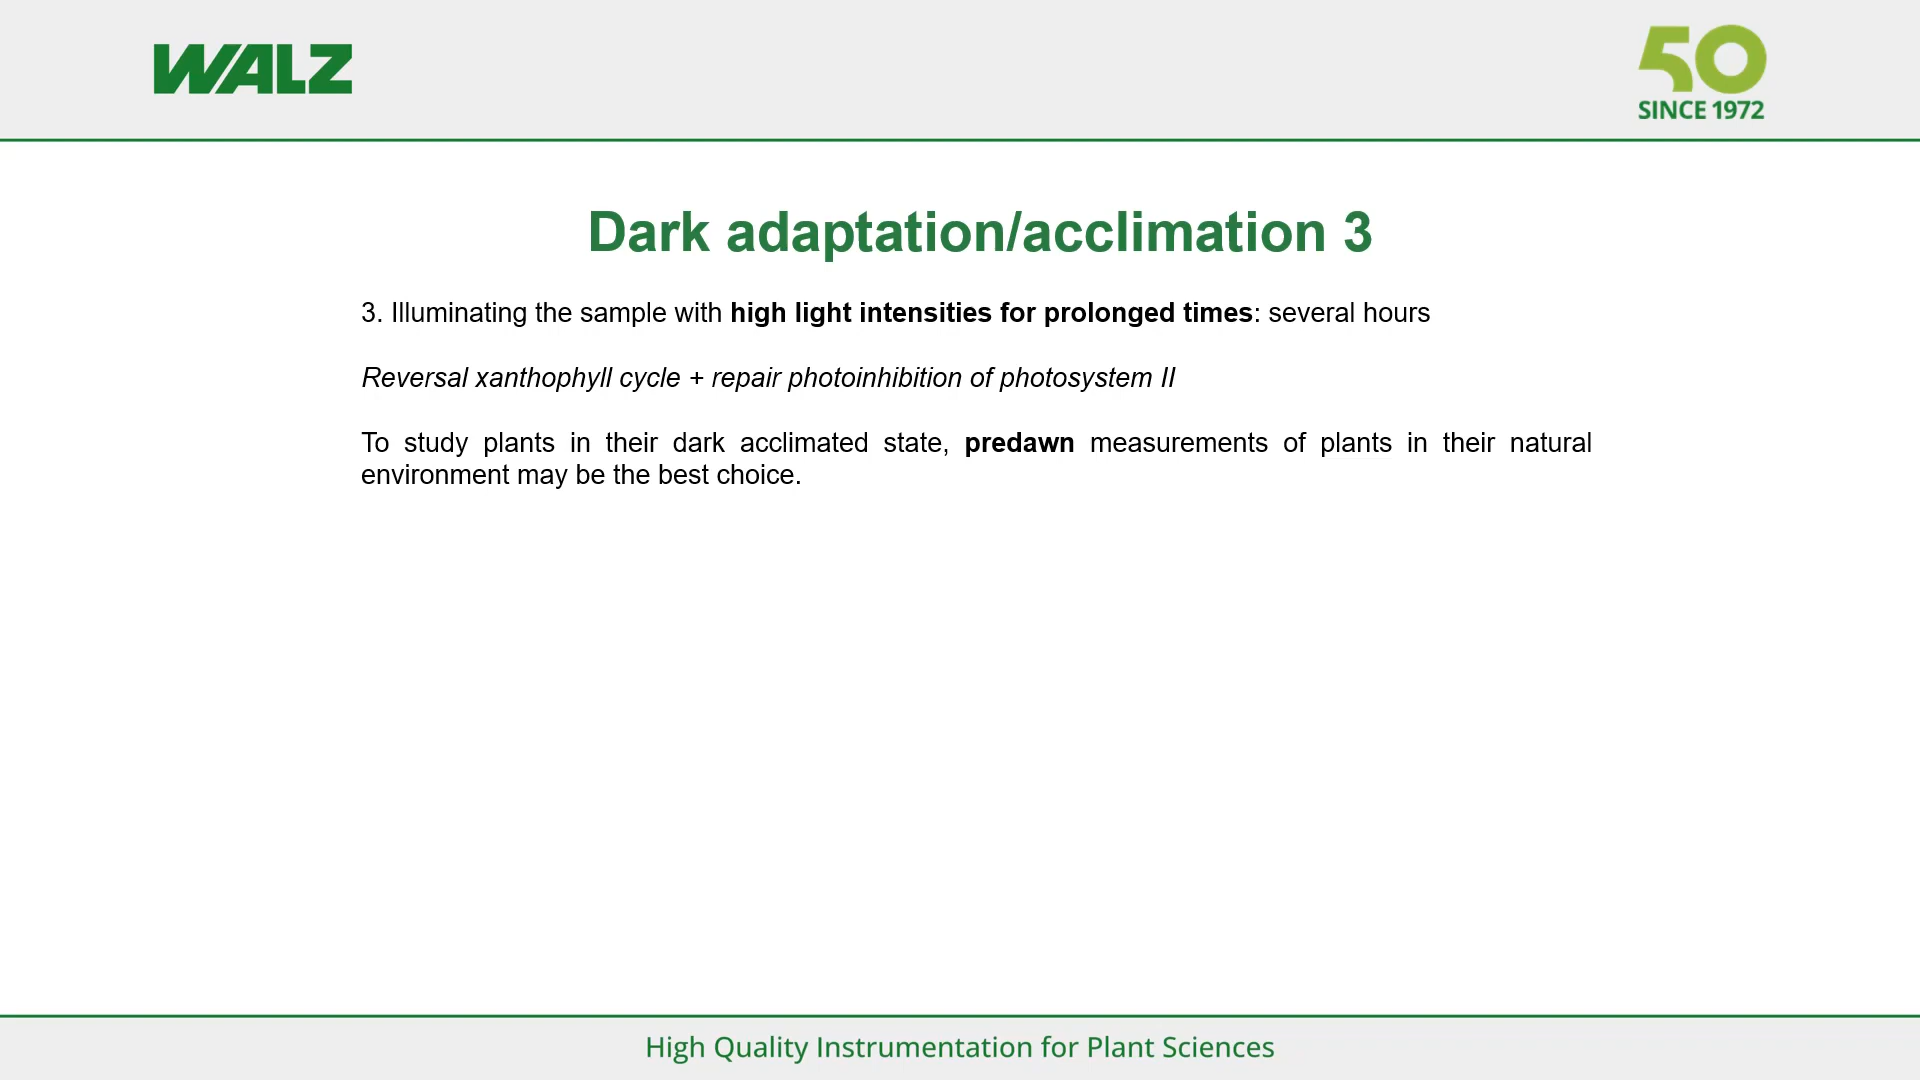 WALZ
50
SINCE 1972
Dark adaptation/acclimation 3
3. Illuminating the sample with high light intensities for prolonged times: several hours
Reversal xanthophyll cycle + repair photoinhibition of photosystem II
To study plants in their dark acclimated state, predawn measurements of plants in their natural
environment may be the best choice.
High Quality Instrumentation for Plant Sciences